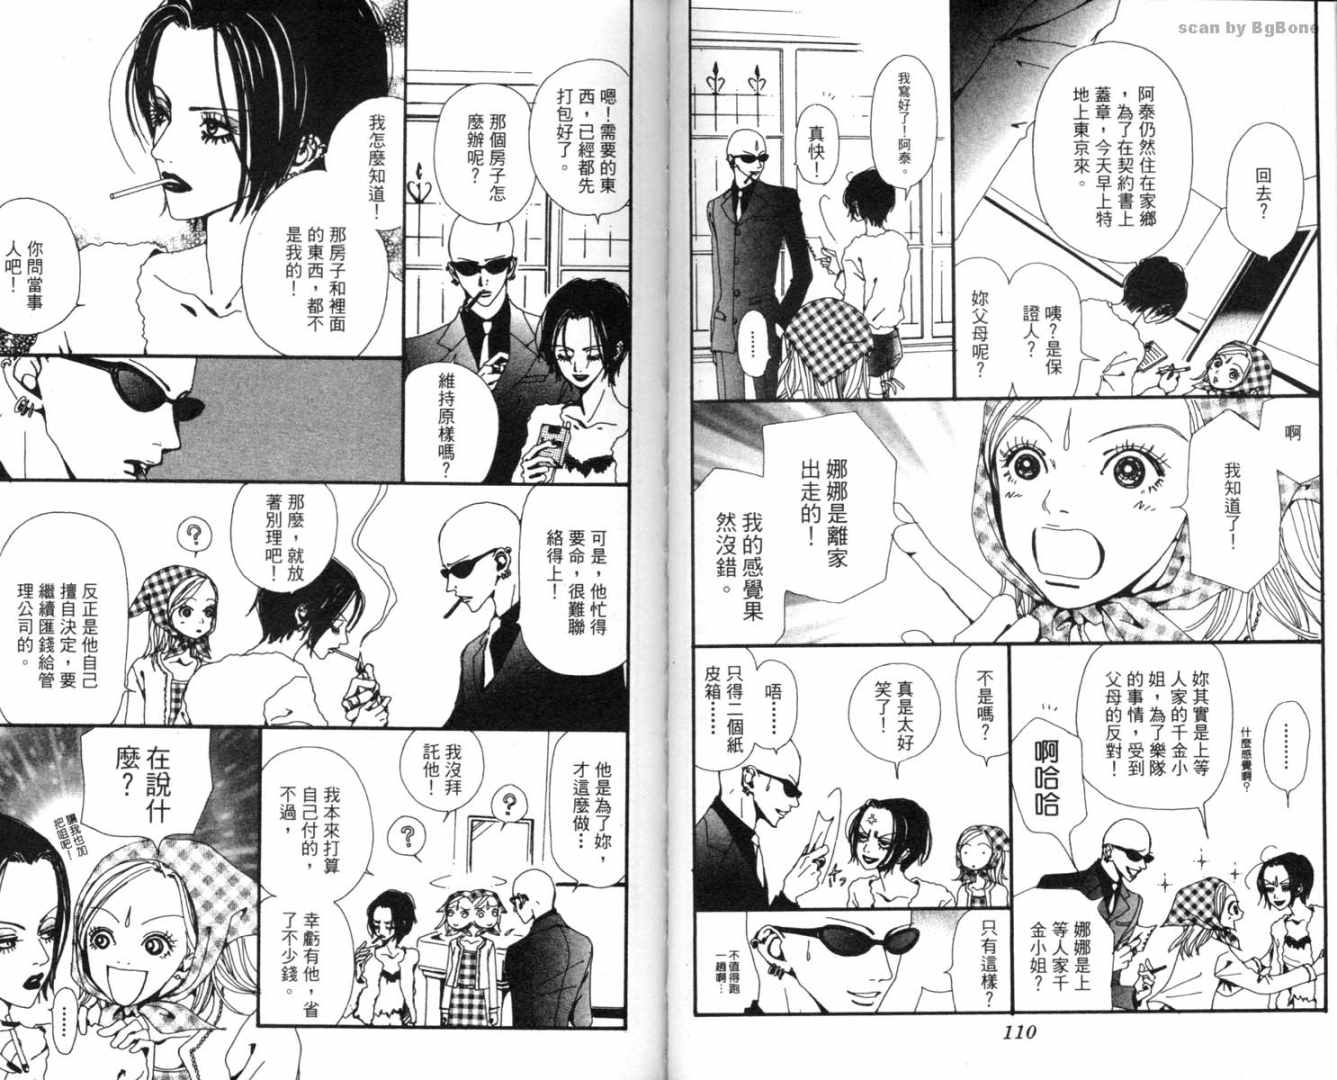 scan by BgBone
回去?
阿泰仍然住在家鄉
，為了在契約書上
蓋章，今天早上特
地上東京來。
咦?是保
證人?
妳父母呢?
我寫好了!阿泰。
真快!
……
啊
我知道了!
娜娜是離家
出走的!
我的感覺果
然沒錯。
…………
什麼感覺啊?
妳其實是上等
人家的千金小
姐，為了樂隊
的事情，受到
父母的反對!
啊哈哈
娜娜是上
等人家千
金小姐?
不是嗎?
真是太好
笑了!
唔……
只得二個紙
皮箱……
只有這樣?
不值得跑
一趟啊…
110
嗯!需要的東
西，已經都先
打包好了。
那個房子怎
麼辦呢?
維持原樣嗎?
我怎麼知道!
那房子和裡面
的東西，都不
是我的!
你問當事
人吧!
可是，他忙得
要命，很難聯
絡得上!
那麼，就放
著別理吧!
?
反正是他自己
擅自決定，要
繼續匯錢給管
理公司的。
他是為了妳，
才這麼做…
我沒拜
託他!
?
?
我本來打算
自己付的，
不過，
幸虧有他，省
了不少錢。
在說什
麼?
讓我也加
把咀吧!
……